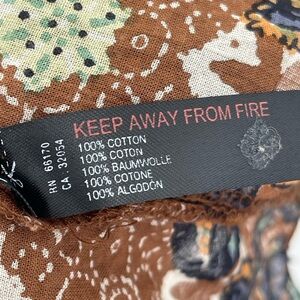 KEEP AWAY FROM FIRE
100% COTTON
100% COTON
100% BAUMWOLLE
100% COTONE
100% ALGODÓN
RN 66170
CA 32054